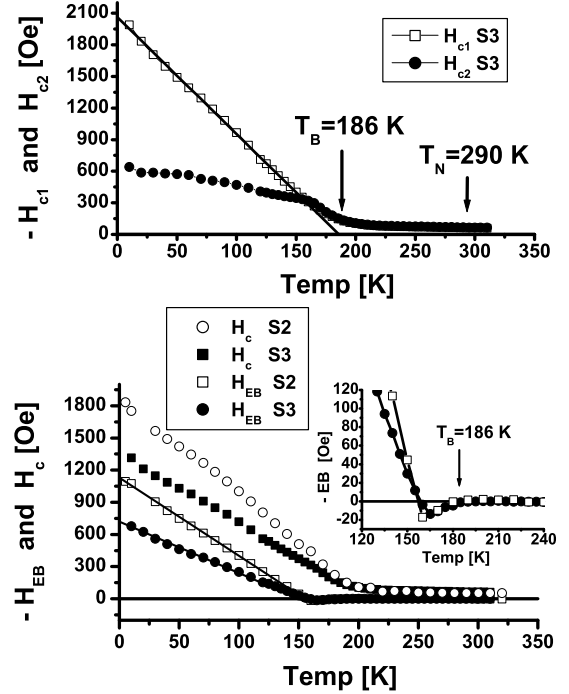 2100
1800
1500
1200
900
600
300
0
- H_c1 and H_c2 [Oe]
H_c1 S3
H_c2 S3
T_B=186 K
T_N=290 K
0 50 100 150 200 250 300 350
Temp [K]
H_c S2
H_c S3
H_EB S2
H_EB S3
1800
1500
1200
900
600
300
0
- H_EB and H_c [Oe]
120
100
80
60
40
20
0
-20
- EB [Oe]
T_B=186 K
120 150 180 210 240
Temp [K]
0 50 100 150 200 250 300 350
Temp [K]